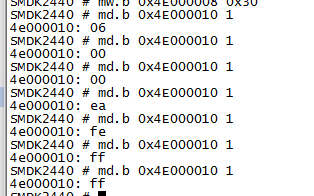 SMDK2440 # mw.b 0x4E000008 0x30
SMDK2440 # md.b 0x4E000010 1
4e000010: 06
SMDK2440 # md.b 0x4E000010 1
4e000010: 00
SMDK2440 # md.b 0x4E000010 1
4e000010: 00
SMDK2440 # md.b 0x4E000010 1
4e000010: ea
SMDK2440 # md.b 0x4E000010 1
4e000010: fe
SMDK2440 # md.b 0x4E000010 1
4e000010: ff
SMDK2440 # md.b 0x4E000010 1
4e000010: ff
SMDK2440 #